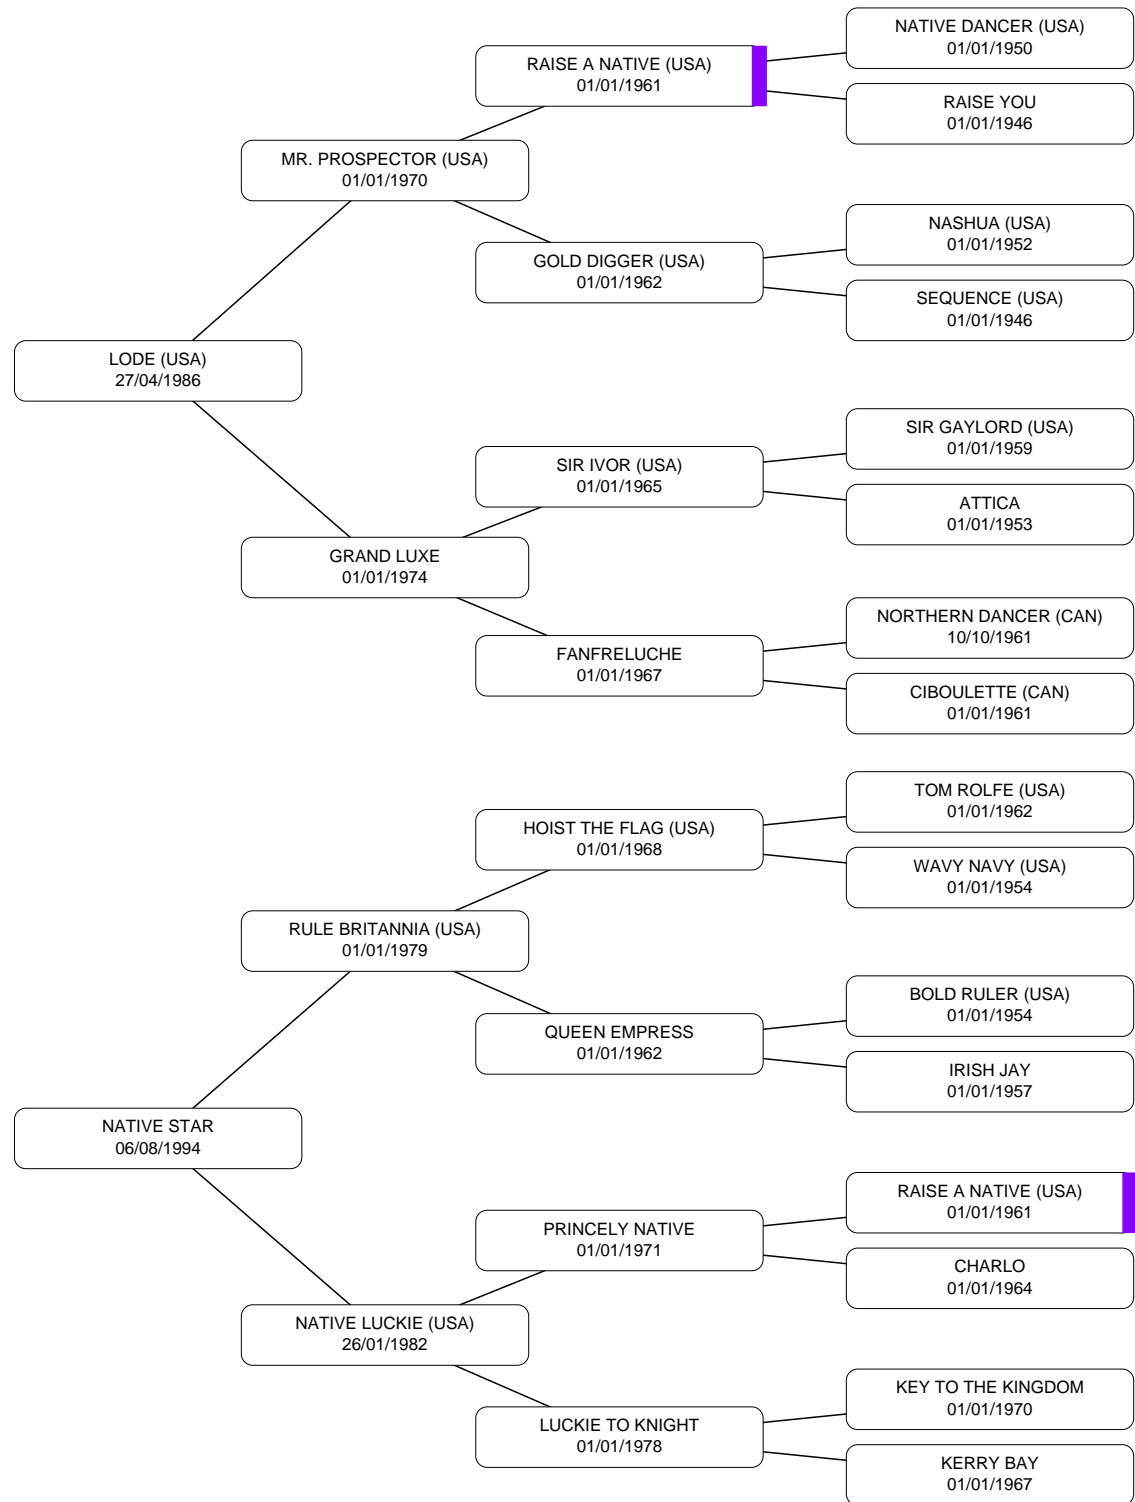 NATIVE DANCER (USA)
01/01/1950
RAISE A NATIVE (USA)
01/01/1961
RAISE YOU
01/01/1946
MR. PROSPECTOR (USA)
01/01/1970
NASHUA (USA)
01/01/1952
GOLD DIGGER (USA)
01/01/1962
SEQUENCE (USA)
01/01/1946
LODE (USA)
27/04/1986
SIR GAYLORD (USA)
01/01/1959
SIR IVOR (USA)
01/01/1965
ATTICA
01/01/1953
GRAND LUXE
01/01/1974
NORTHERN DANCER (CAN)
10/10/1961
FANFRELUCHE
01/01/1967
CIBOULETTE (CAN)
01/01/1961
TOM ROLFE (USA)
01/01/1962
HOIST THE FLAG (USA)
01/01/1968
WAVY NAVY (USA)
01/01/1954
RULE BRITANNIA (USA)
01/01/1979
BOLD RULER (USA)
01/01/1954
QUEEN EMPRESS
01/01/1962
IRISH JAY
01/01/1957
NATIVE STAR
06/08/1994
RAISE A NATIVE (USA)
01/01/1961
PRINCELY NATIVE
01/01/1971
CHARLO
01/01/1964
NATIVE LUCKIE (USA)
26/01/1982
KEY TO THE KINGDOM
01/01/1970
LUCKIE TO KNIGHT
01/01/1978
KERRY BAY
01/01/1967